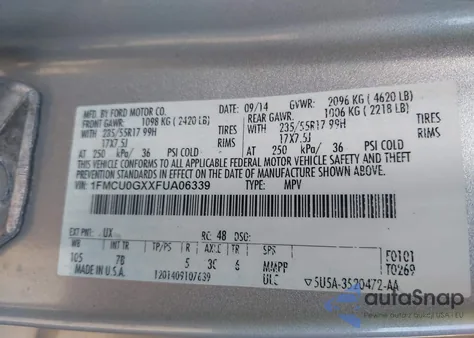 MFD. BY FORD MOTOR CO.
09/14 GVWR: 2096 KG ( 4620 LB)
FRONT GAWR: 1098 KG ( 2420 LB) REAR GAWR: 1006 KG ( 2218 LB)
WITH 235/55R17 99H TIRES WITH 235/55R17 99H TIRES
17X7.5J RIMS 17X7.5J RIMS
AT 250 kPa/ 36 PSI COLD AT 250 kPa/ 36 PSI COLD
THIS VEHICLE CONFORMS TO ALL APPLICABLE FEDERAL MOTOR VEHICLE SAFETY AND THEFT
PREVENTION STANDARDS IN EFFECT ON THE DATE OF MANUFACTURE SHOWN ABOVE.
VIN: 1FMCU0GXXFUA06339 TYPE: MPV
EXT PNT: UX RC: 48 DSO: F0101
WB INT TR TP/PS R AXLE TR SPR T0269
105 7B 5 3C 6 MMPP
MADE IN U.S.A. ULC
1201409107639 5U5A-3520472-AA
autoSnap